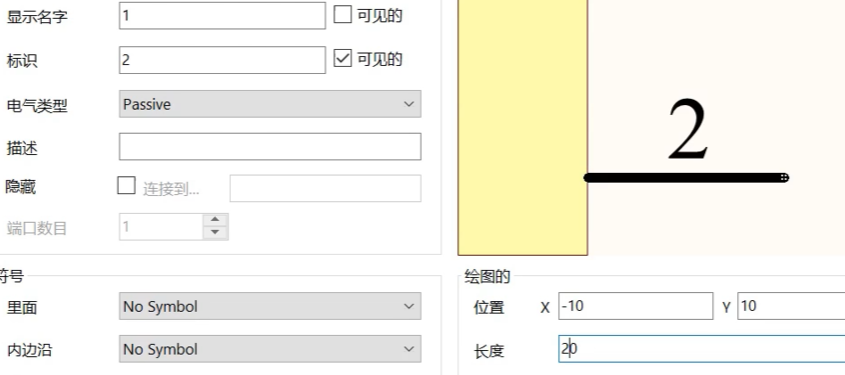 显示名字 1 可见的
标识 2 可见的
电气类型 Passive
描述
隐藏 连接到...
端口数目 1
2
符号
里面 No Symbol
内边沿 No Symbol
绘图的
位置 X -10 Y 10
长度 20